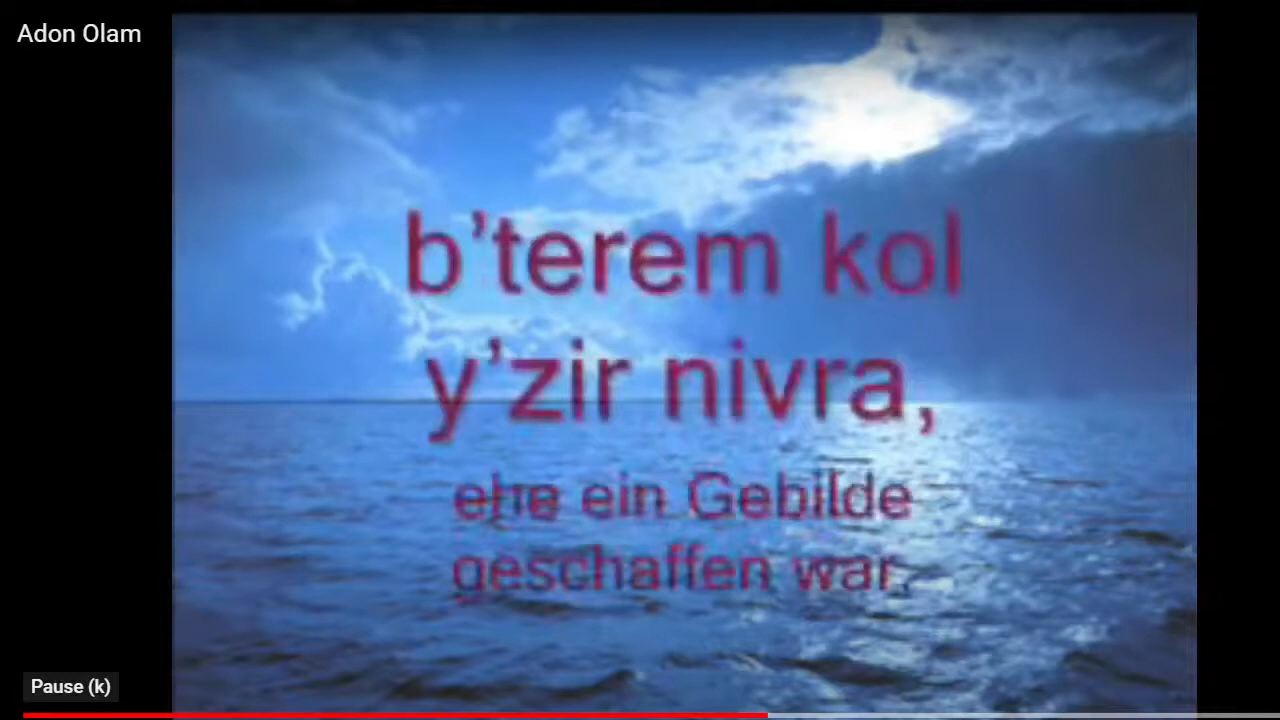 Adon Olam
b'terem kol
y'zir nivra,
ehe ein Gebilde
geschaffen war.
Pause (k)